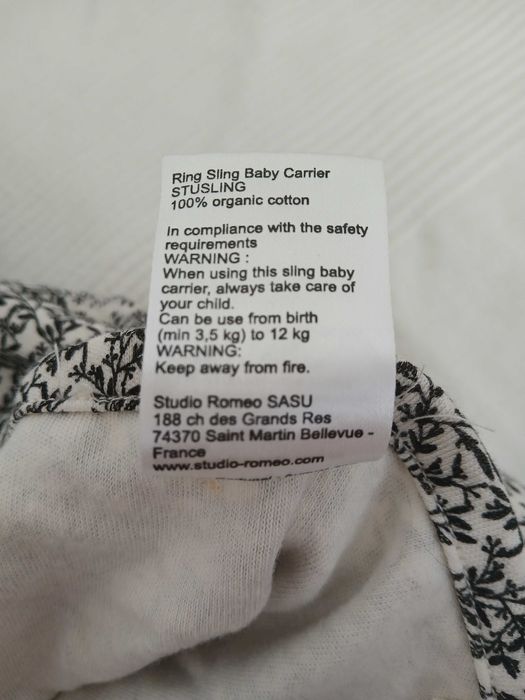 Ring Sling Baby Carrier
STUSLING
100% organic cotton
In compliance with the safety
requirements
WARNING :
When using this sling baby
carrier, always take care of
your child.
Can be use from birth
(min 3,5 kg) to 12 kg
WARNING:
Keep away from fire.
Studio Romeo SASU
188 ch des Grands Res
74370 Saint Martin Bellevue -
France
www.studio-romeo.com